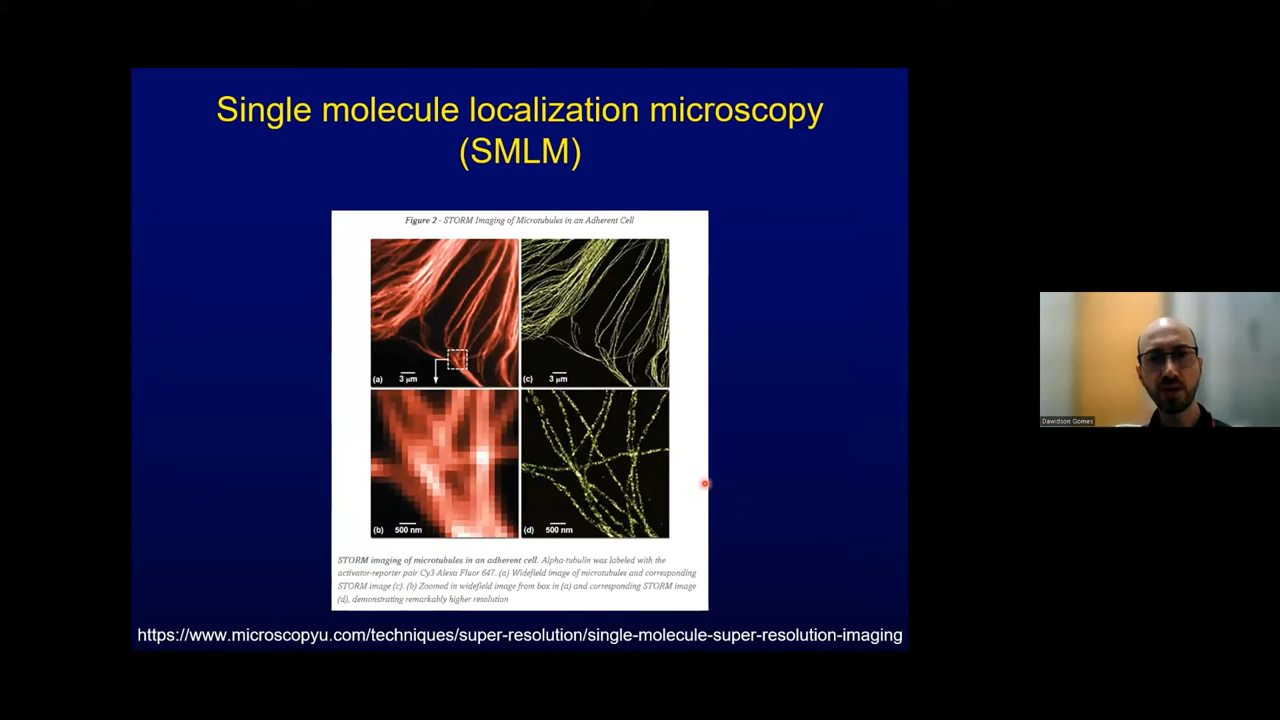 Single molecule localization microscopy
(SMLM)
Figure 2 - STORM Imaging of Microtubules in an Adherent Cell
(a)
3 μm
(c)
3 μm
(b)
500 nm
(d)
500 nm
STORM imaging of microtubules in an adherent cell. Alpha-tubulin was labeled with the
activator-reporter pair Cy3-Alexa Fluor 647. (a) Widefield image of microtubules and corresponding
STORM image (c). (b) Zoomed in widefield image from box in (a) and corresponding STORM image
(d), demonstrating remarkably higher resolution
https://www.microscopyu.com/techniques/super-resolution/single-molecule-super-resolution-imaging
Dawidson Gomes